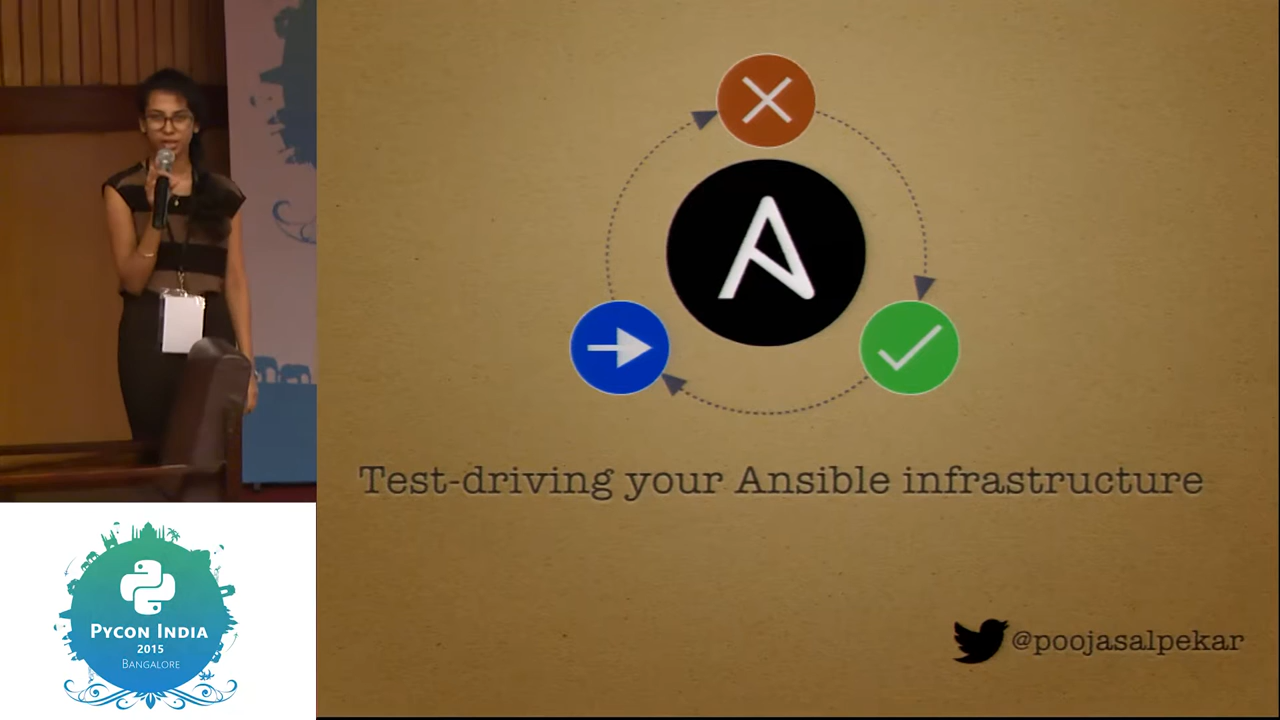 Test-driving your Ansible infrastructure
@poojasalpekar
PYCON INDIA
2015
BANGALORE